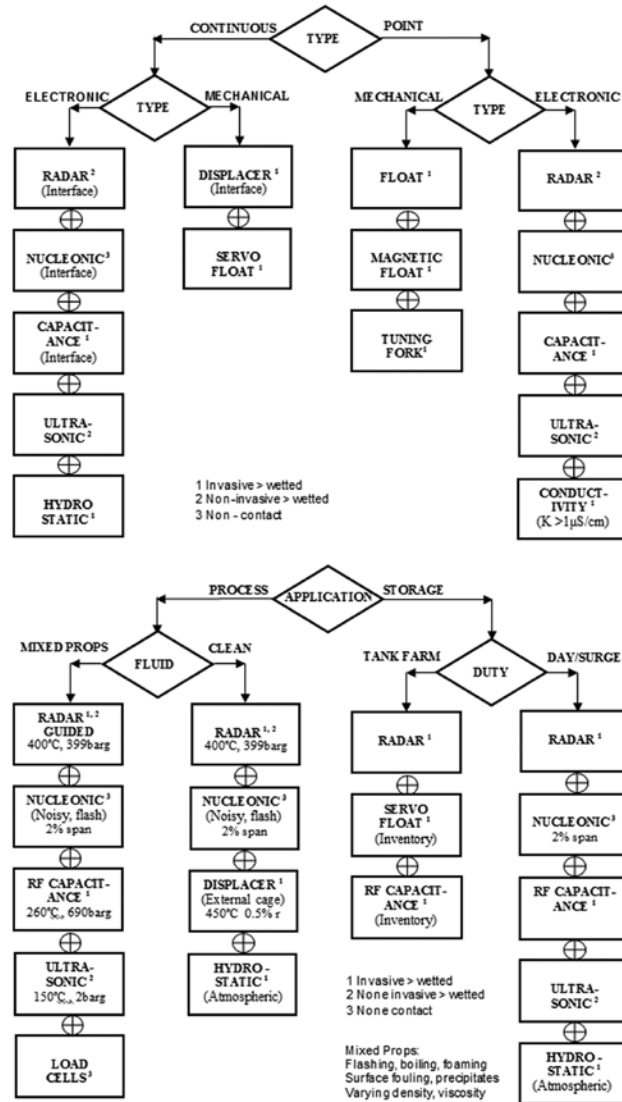 CONTINUOUS TYPE POINT
ELECTRONIC TYPE MECHANICAL
MECHANICAL TYPE ELECTRONIC
RADAR ²
(Interface)
NUCLEONIC ³
(Interface)
CAPACIT-
ANCE ¹
(Interface)
ULTRA-
SONIC ²
HYDRO
STATIC ¹
DISPLACER ¹
(Interface)
SERVO
FLOAT ¹
FLOAT ¹
MAGNETIC
FLOAT ¹
TUNING
FORK ¹
RADAR ²
NUCLEONIC ³
CAPACIT-
ANCE ¹
ULTRA-
SONIC ²
CONDUCT-
IVITY ¹
(K >1µS/cm)
1 Invasive > wetted
2 Non-invasive > wetted
3 Non - contact
PROCESS APPLICATION STORAGE
MIXED PROPS FLUID CLEAN
TANK FARM DUTY DAY/SURGE
RADAR ¹˒ ²
GUIDED
400°C, 399barg
NUCLEONIC ³
(Noisy, flash)
2% span
RF CAPACIT-
ANCE ¹
260°C, 690barg
ULTRA-
SONIC ²
150°C, 2barg
LOAD
CELLS ³
RADAR ¹˒ ²
400°C, 399barg
NUCLEONIC ³
(Noisy, flash)
2% span
DISPLACER ¹
(External cage)
450°C 0.5% r
HYDRO-
STATIC ¹
(Atmospheric)
RADAR ¹
SERVO
FLOAT ¹
(Inventory)
RF CAPACIT-
ANCE ¹
(Inventory)
RADAR ¹
NUCLEONIC ³
2% span
RF CAPACIT-
ANCE ¹
ULTRA-
SONIC ²
HYDRO-
STATIC ¹
(Atmospheric)
1 Invasive > wetted
2 None invasive > wetted
3 None contact
Mixed Props:
Flashing, boiling, foaming
Surface fouling, precipitates
Varying density, viscosity